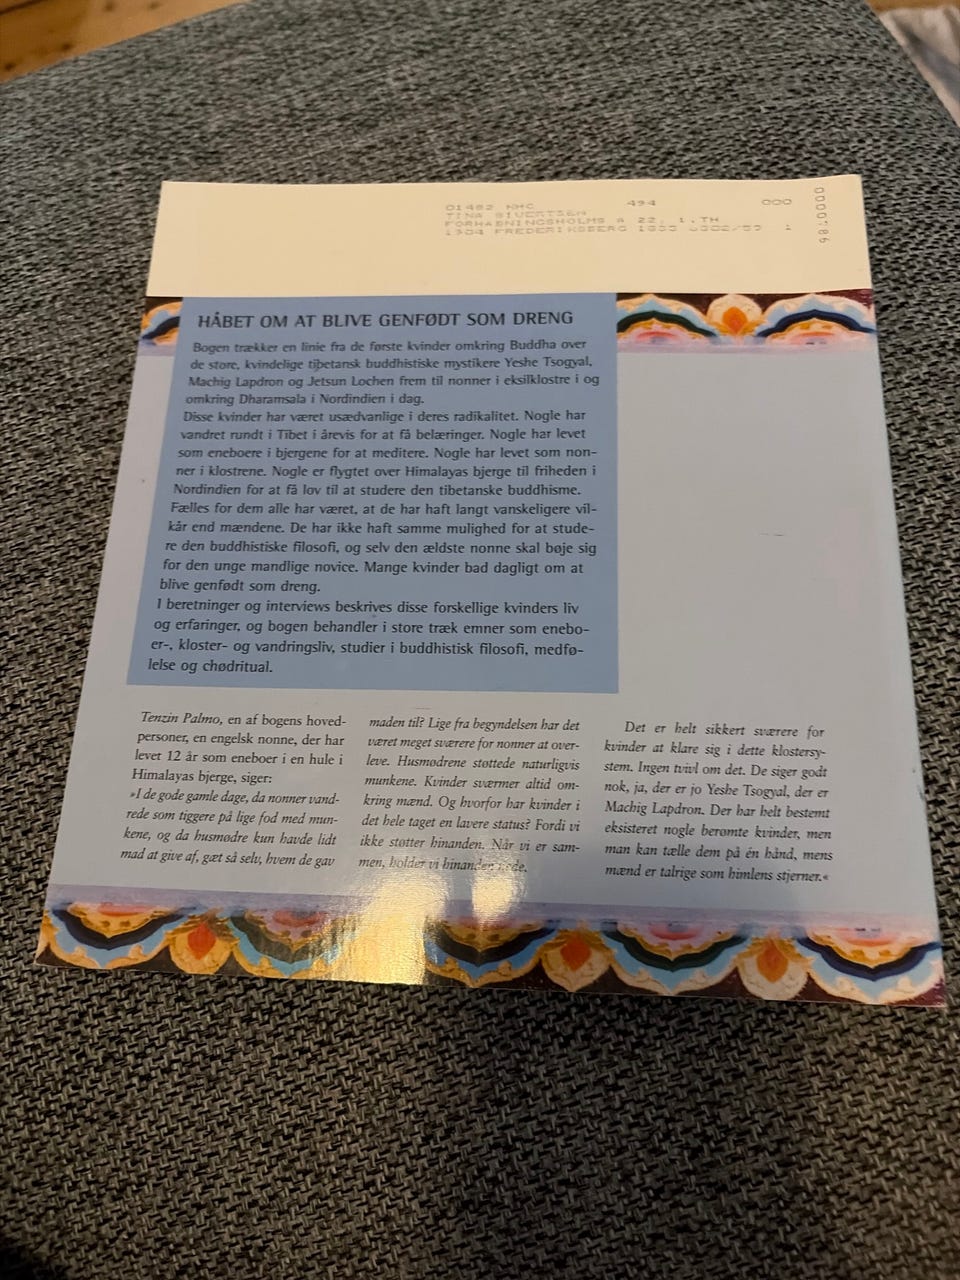 01482 NHC 494 000
TINA SIVERTSEN
FORHÅBNINGSHOLMS A 22, 1.TH
1904 FREDERIKSBERG 1
0000786
HÅBET OM AT BLIVE GENFØDT SOM DRENG
Bogen trækker en linie fra de første kvinder omkring Buddha over
de store, kvindelige tibetansk buddhistiske mystikere Yeshe Tsogyal,
Machig Lapdron og Jetsun Lochen frem til nonner i eksilklostre i og
omkring Dharamsala i Nordindien i dag.
Disse kvinder har været usædvanlige i deres radikalitet. Nogle har
vandret rundt i Tibet i årevis for at få belæringer. Nogle har levet
som eneboere i bjergene for at meditere. Nogle har levet som non-
ner i klostrene. Nogle er flygtet over Himalayas bjerge til friheden i
Nordindien for at få lov til at studere den tibetanske buddhisme.
Fælles for dem alle har været, at de har haft langt vanskeligere vil-
kår end mændene. De har ikke haft samme mulighed for at stude-
re den buddhistiske filosofi, og selv den ældste nonne skal bøje sig
for den unge mandlige novice. Mange kvinder bad dagligt om at
blive genfødt som dreng.
I beretninger og interviews beskrives disse forskellige kvinders liv
og erfaringer, og bogen behandler i store træk emner som enebo-
er-, kloster- og vandringsliv, studier i buddhistisk filosofi, medfø-
lelse og chødritual.
Tenzin Palmo, en af bogens hoved-
personer, en engelsk nonne, der har
levet 12 år som eneboer i en hule i
Himalayas bjerge, siger:
»I de gode gamle dage, da nonner vand-
rede som tiggere på lige fod med mun-
kene, og da husmødre kun havde lidt
mad at give af, gæt så selv, hvem de gav
maden til? Lige fra begyndelsen har det
været meget sværere for nonner at over-
leve. Husmødrene støttede naturligvis
munkene. Kvinder sværmer altid om-
kring mænd. Og hvorfor har kvinder i
det hele taget en lavere status? Fordi vi
ikke støtter hinanden. Når vi er sam-
men, holder vi hinanden nede.
Det er helt sikkert sværere for
kvinder at klare sig i dette klostersy-
stem. Ingen tvivl om det. De siger godt
nok, ja, der er jo Yeshe Tsogyal, der er
Machig Lapdron. Der har helt bestemt
eksisteret nogle berømte kvinder, men
man kan tælle dem på én hånd, mens
mænd er talrige som himlens stjerner.«